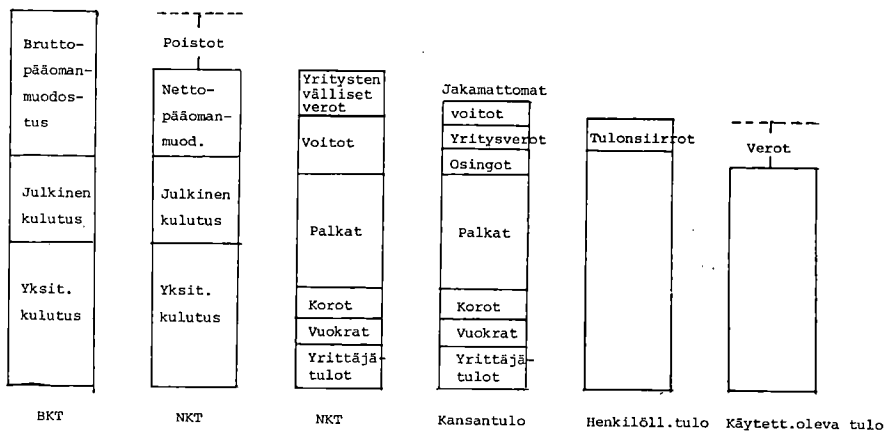 Brutto-
pääoman-
muodos-
tus
Julkinen
kulutus
Yksit.
kulutus
BKT
Poistot
Netto-
pääoman-
muod.
Julkinen
kulutus
Yksit.
kulutus
NKT
Yritysten
välliset
verot
Voitot
Palkat
Korot
Vuokrat
Yrittäjä-
tulot
NKT
Jakamattomat
voitot
Yritysverot
Osingot
Palkat
Korot
Vuokrat
Yrittäjä-
tulot
Kansantulo
Tulonsiirrot
Henkilöll.tulo
Verot
Käytett.oleva tulo